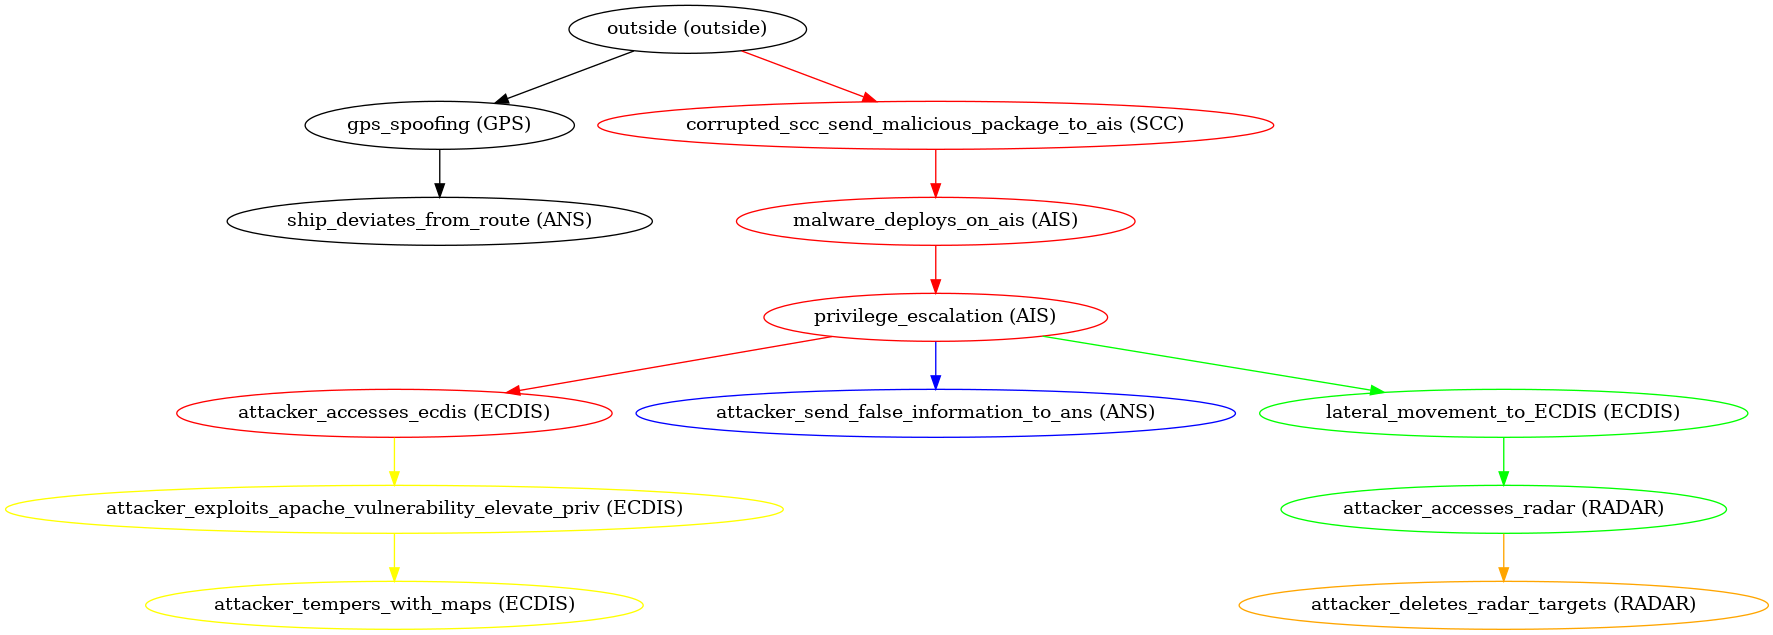 outside (outside)
gps_spoofing (GPS)
corrupted_scc_send_malicious_package_to_ais (SCC)
ship_deviates_from_route (ANS)
malware_deploys_on_ais (AIS)
privilege_escalation (AIS)
attacker_accesses_ecdis (ECDIS)
attacker_send_false_information_to_ans (ANS)
lateral_movement_to_ECDIS (ECDIS)
attacker_exploits_apache_vulnerability_elevate_priv (ECDIS)
attacker_accesses_radar (RADAR)
attacker_tempers_with_maps (ECDIS)
attacker_deletes_radar_targets (RADAR)